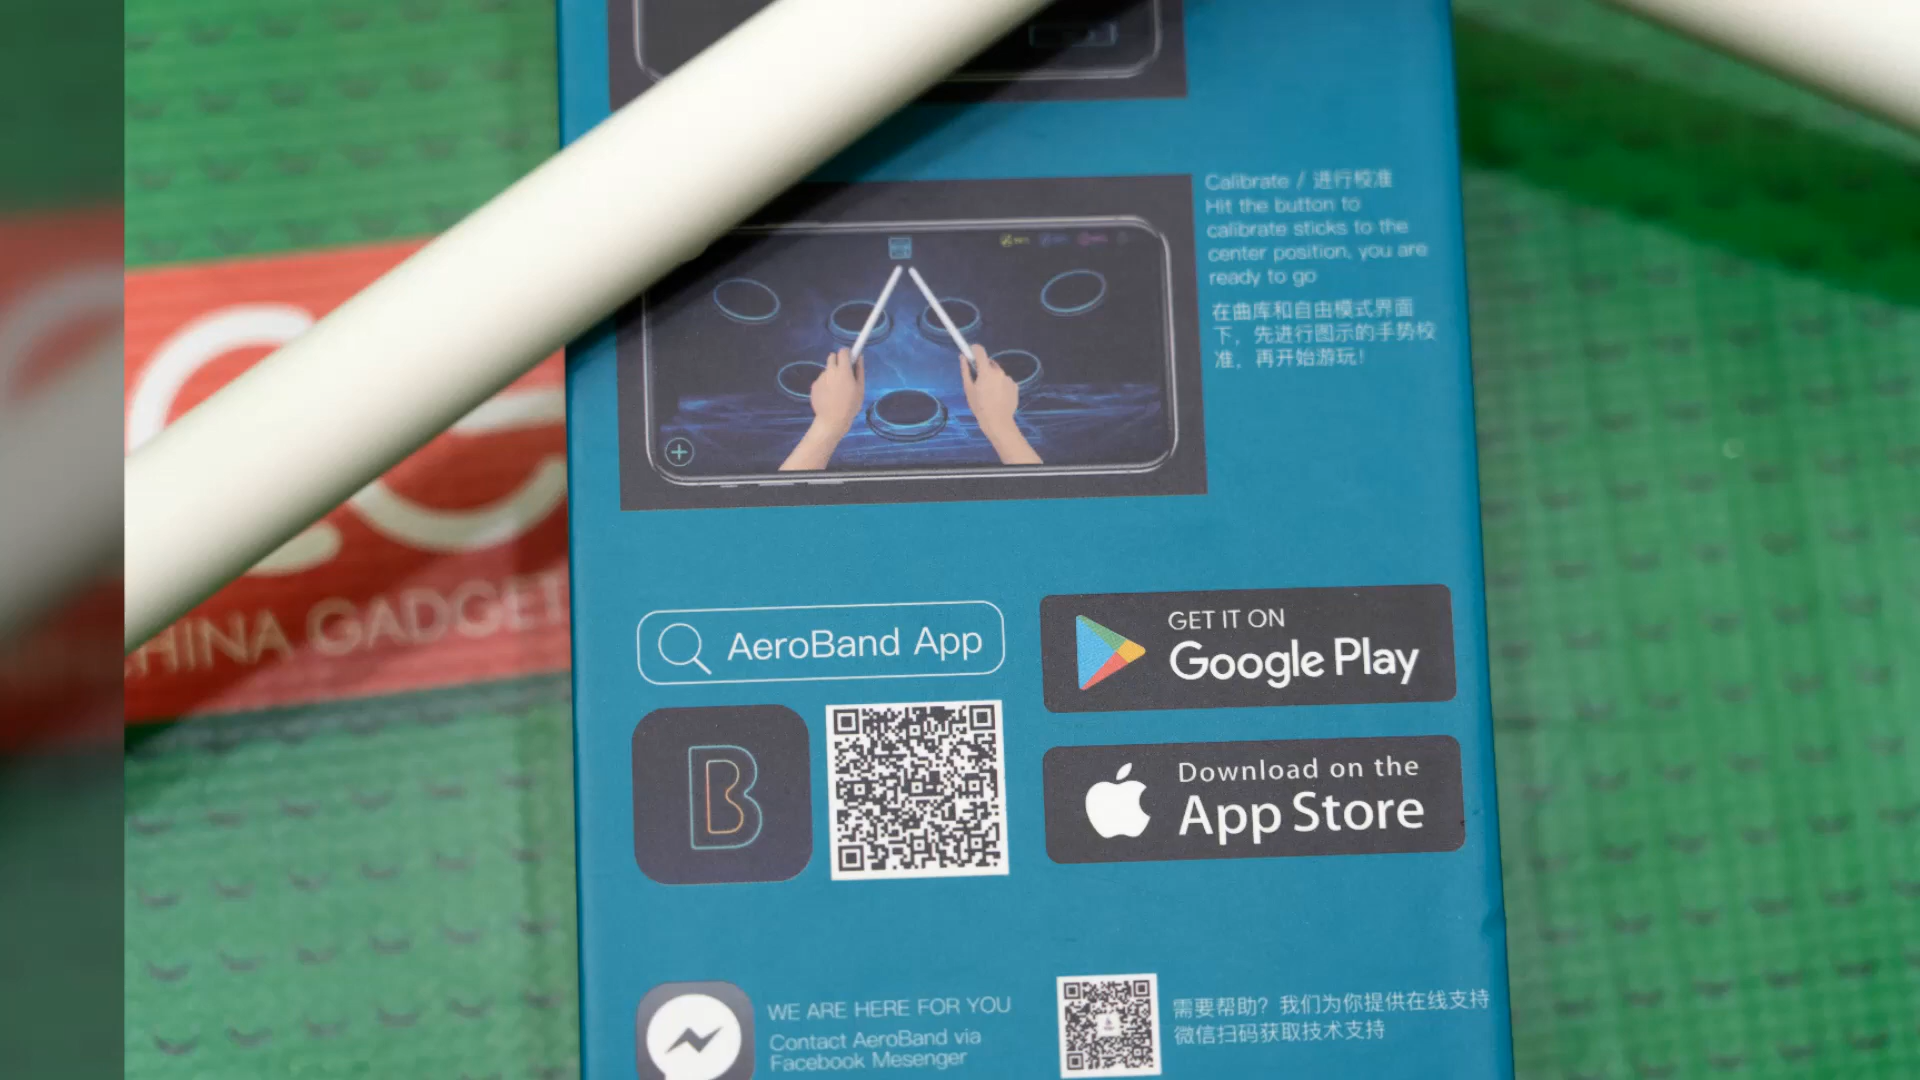 Calibrate / 进行校准
Hit the button to
calibrate sticks to the
center position, you are
ready to go
在曲库和自由模式界面
下，先进行图示的手势校
准，再开始游玩！
CHINA GADGET
AeroBand App
GET IT ON
Google Play
B
Download on the
App Store
WE ARE HERE FOR YOU
Contact AeroBand via
Facebook Mesenger
需要帮助？我们为你提供在线支持
微信扫码获取技术支持